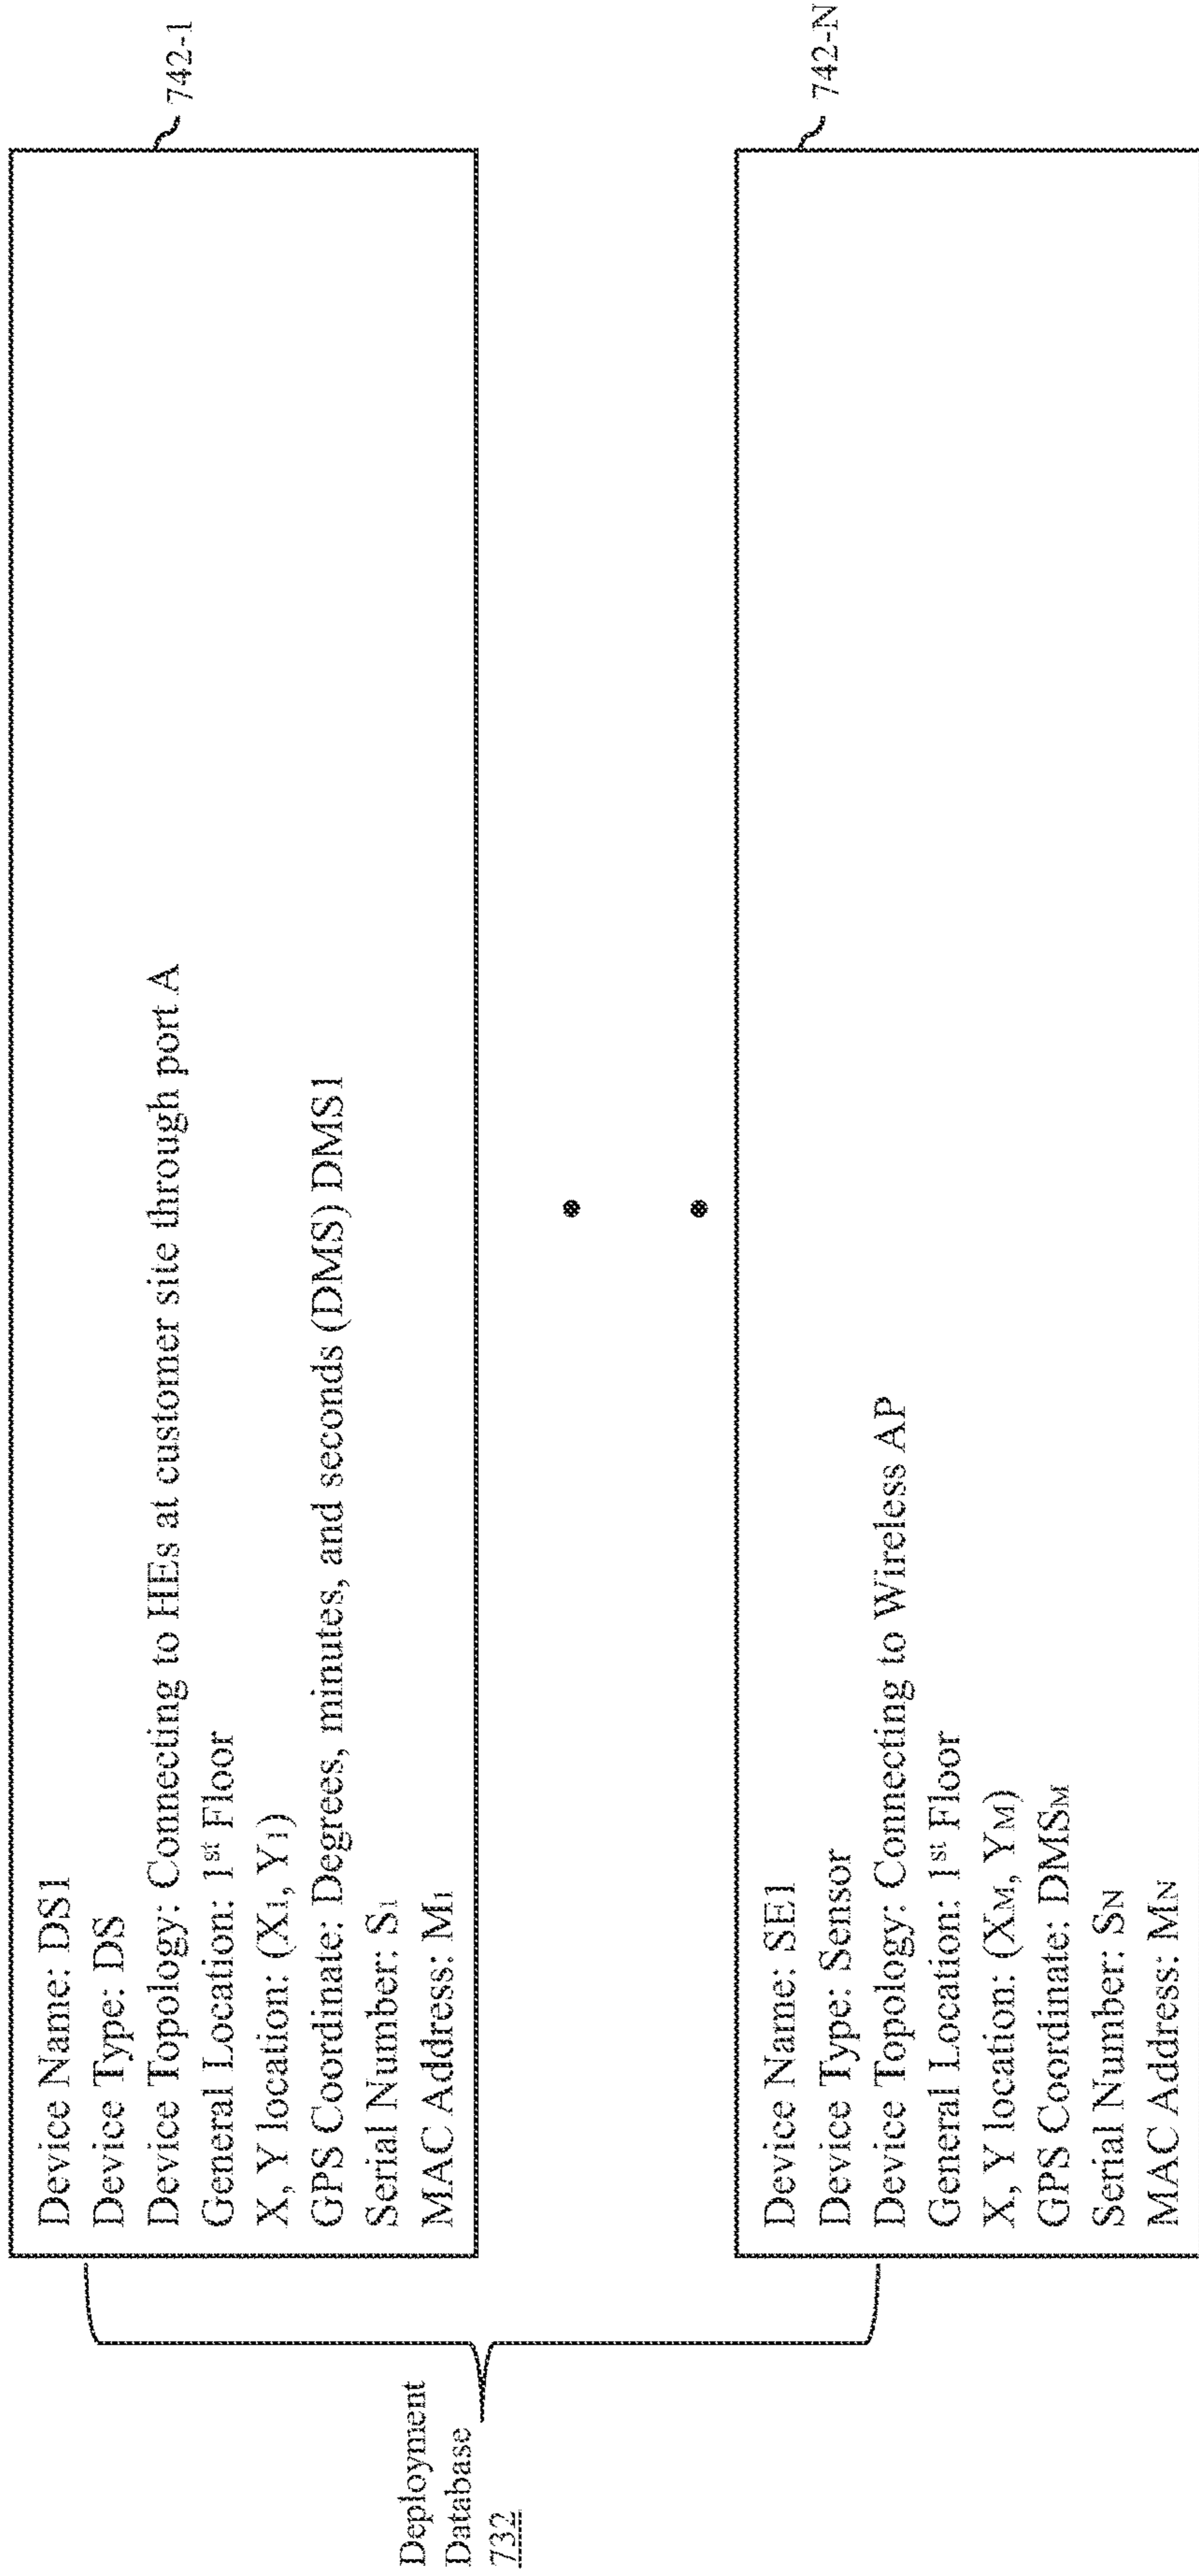 742-1
Device Name: DS1
Device Type: DS
Device Topology: Connecting to HEs at customer site through port A
General Location: 1st Floor
X, Y location: (X1, Y1)
GPS Coordinate: Degrees, minutes, and seconds (DMS) DMS1
Serial Number: S1
MAC Address: M1
Deployment
Database
732
742-N
Device Name: SE1
Device Type: Sensor
Device Topology: Connecting to Wireless AP
General Location: 1st Floor
X, Y location: (XM, YM)
GPS Coordinate: DMSM
Serial Number: SN
MAC Address: MN